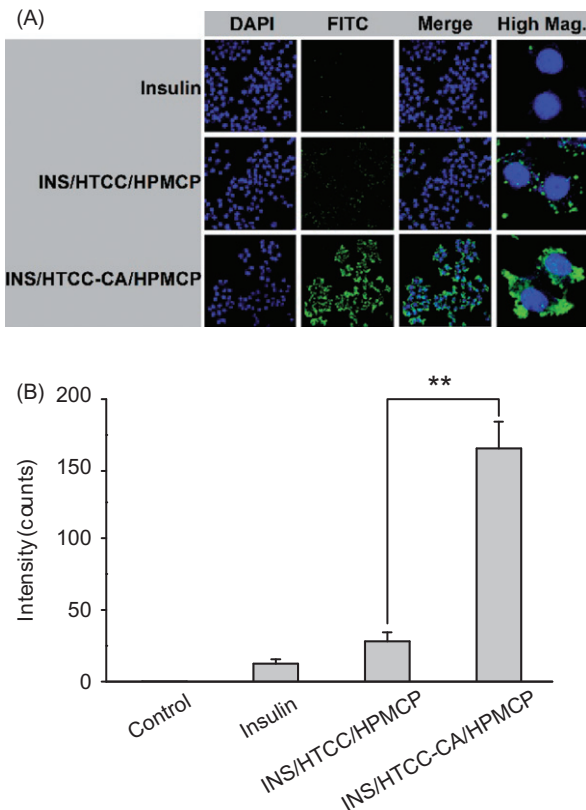 (A)
DAPI FITC Merge High Mag.
Insulin
INS/HTCC/HPMCP
INS/HTCC-CA/HPMCP
(B)
200
150
100
50
0
Intensity (counts)
**
Control
Insulin
INS/HTCC/HPMCP
INS/HTCC-CA/HPMCP